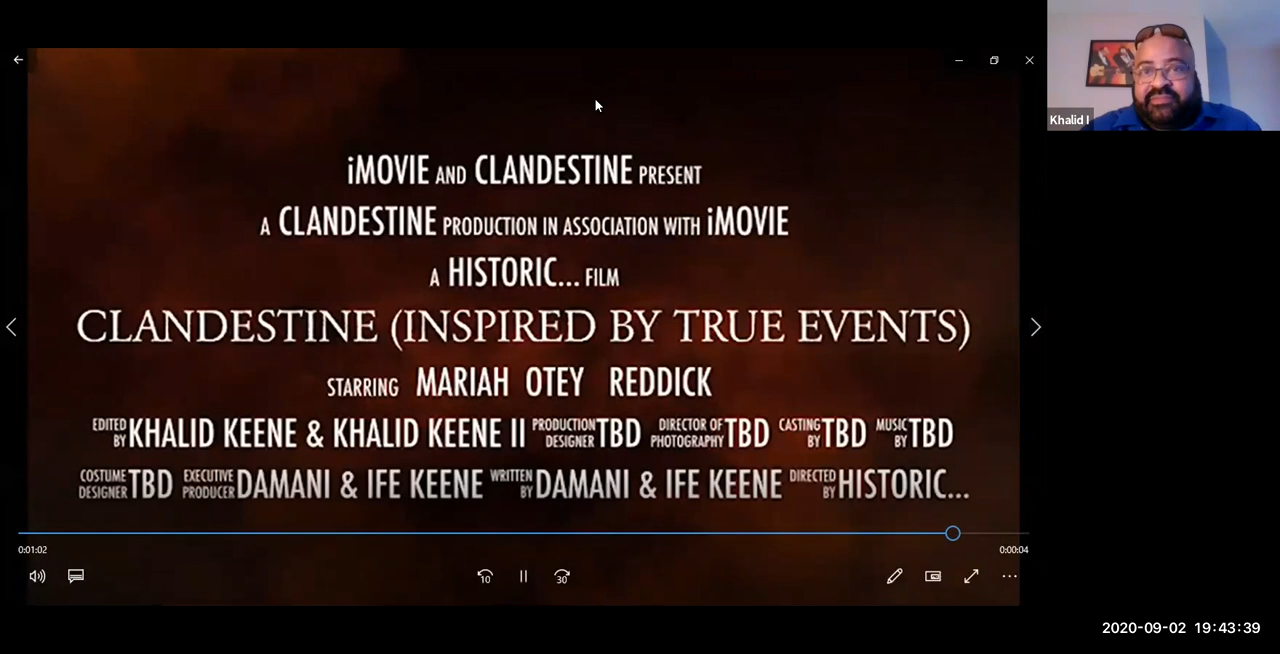 iMOVIE AND CLANDESTINE PRESENT
A CLANDESTINE PRODUCTION IN ASSOCIATION WITH iMOVIE
A HISTORIC... FILM
CLANDESTINE (INSPIRED BY TRUE EVENTS)
STARRING MARIAH OTEY REDDICK
EDITED BY KHALID KEENE & KHALID KEENE II PRODUCTION DESIGNER TBD DIRECTOR OF PHOTOGRAPHY TBD CASTING BY TBD MUSIC BY TBD
COSTUME DESIGNER TBD EXECUTIVE PRODUCER DAMANI & IFE KEENE WRITTEN BY DAMANI & IFE KEENE DIRECTED BY HISTORIC...
0:01:02
0:00:04
10
30
Khalid I
2020-09-02 19:43:39